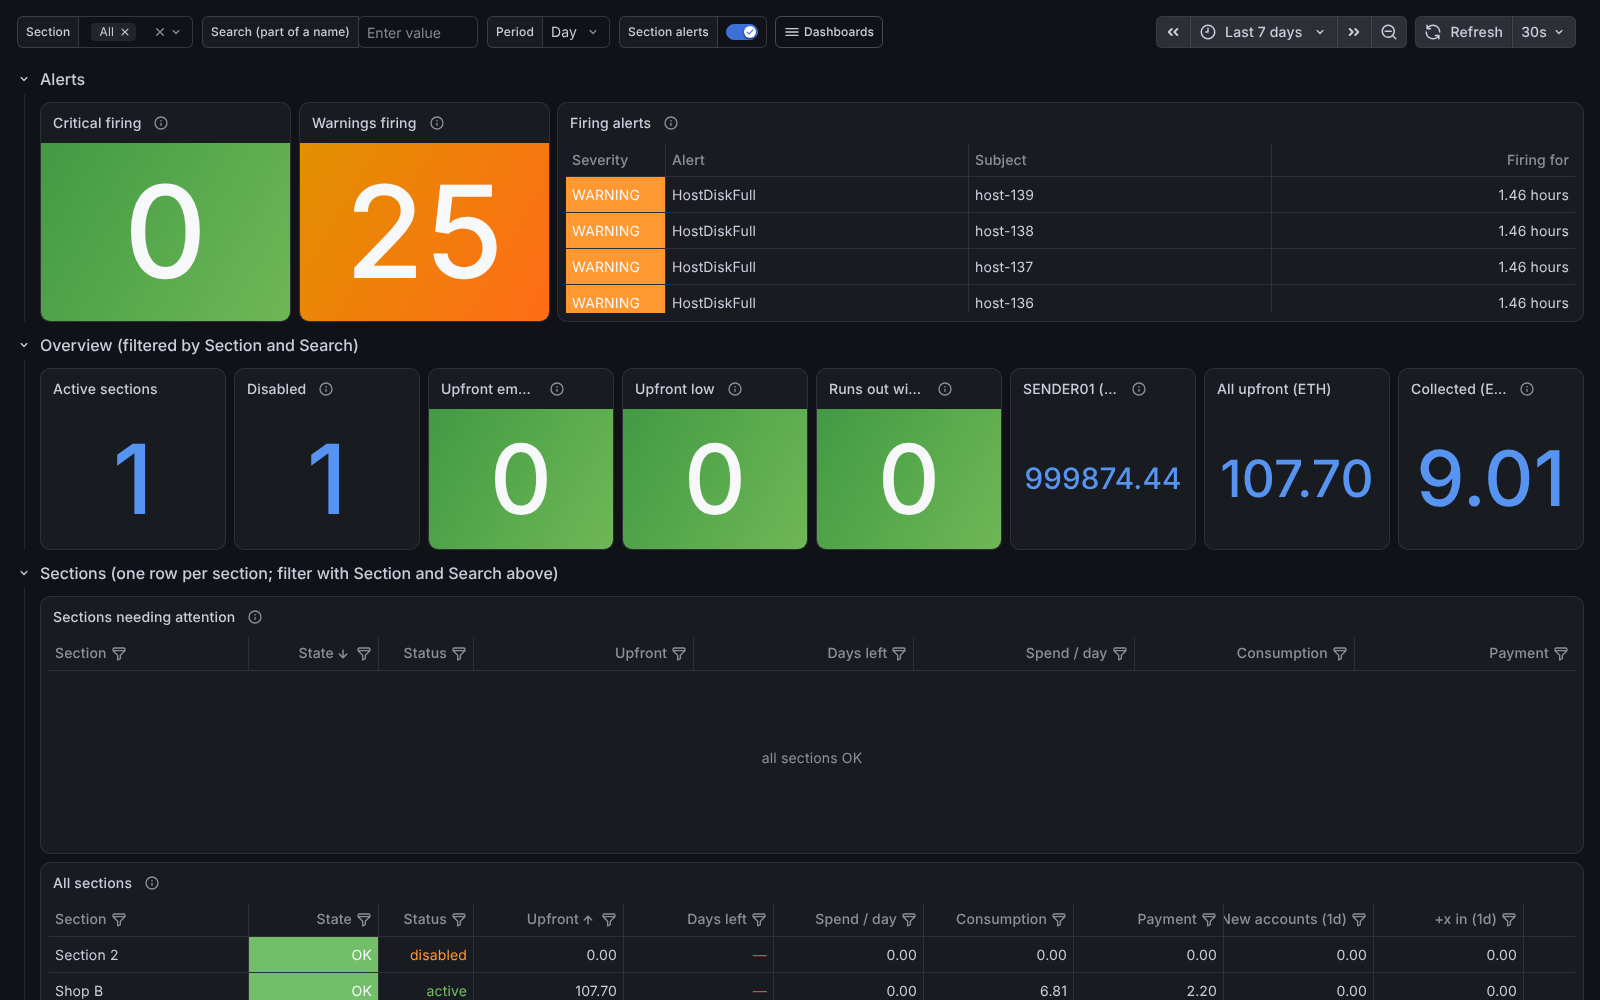 Section All Search (part of a name) Enter value Period Day Section alerts Dashboards Last 7 days Refresh 30s
Alerts
Critical firing
0
Warnings firing
25
Firing alerts
Severity Alert Subject Firing for
WARNING HostDiskFull host-139 1.46 hours
WARNING HostDiskFull host-138 1.46 hours
WARNING HostDiskFull host-137 1.46 hours
WARNING HostDiskFull host-136 1.46 hours
Overview (filtered by Section and Search)
Active sections
1
Disabled
1
Upfront em...
0
Upfront low
0
Runs out wi...
0
SENDER01 (...
999874.44
All upfront (ETH)
107.70
Collected (E...
9.01
Sections (one row per section; filter with Section and Search above)
Sections needing attention
Section State Status Upfront Days left Spend / day Consumption Payment
all sections OK
All sections
Section State Status Upfront Days left Spend / day Consumption Payment New accounts (1d) +x in (1d)
Section 2 OK disabled 0.00 — 0.00 0.00 0.00 0.00 0.00
Shop B OK active 107.70 — 0.00 6.81 2.20 0.00 0.00